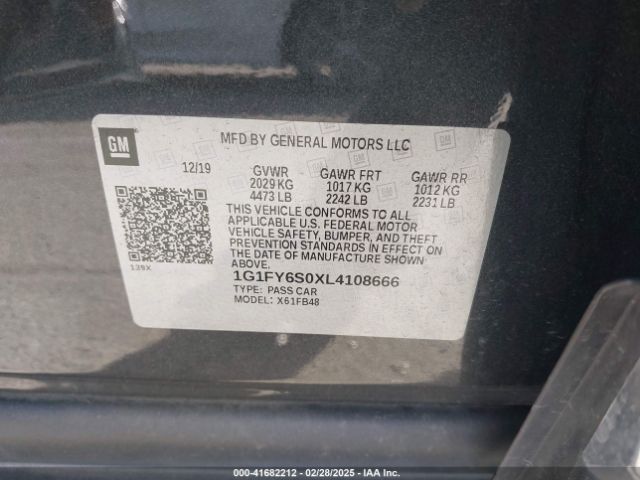 GM
MFD BY GENERAL MOTORS LLC
12/19
GVWR
2029 KG
4473 LB
GAWR FRT
1017 KG
2242 LB
GAWR RR
1012 KG
2231 LB
THIS VEHICLE CONFORMS TO ALL
APPLICABLE U.S. FEDERAL MOTOR
VEHICLE SAFETY, BUMPER, AND THEFT
PREVENTION STANDARDS IN EFFECT ON
THE DATE OF MANUFACTURE SHOWN
ABOVE.
139X
1G1FY6S0XL4108666
TYPE: PASS CAR
MODEL: X61FB48
000-41682212 - 02/28/2025 - IAA Inc.